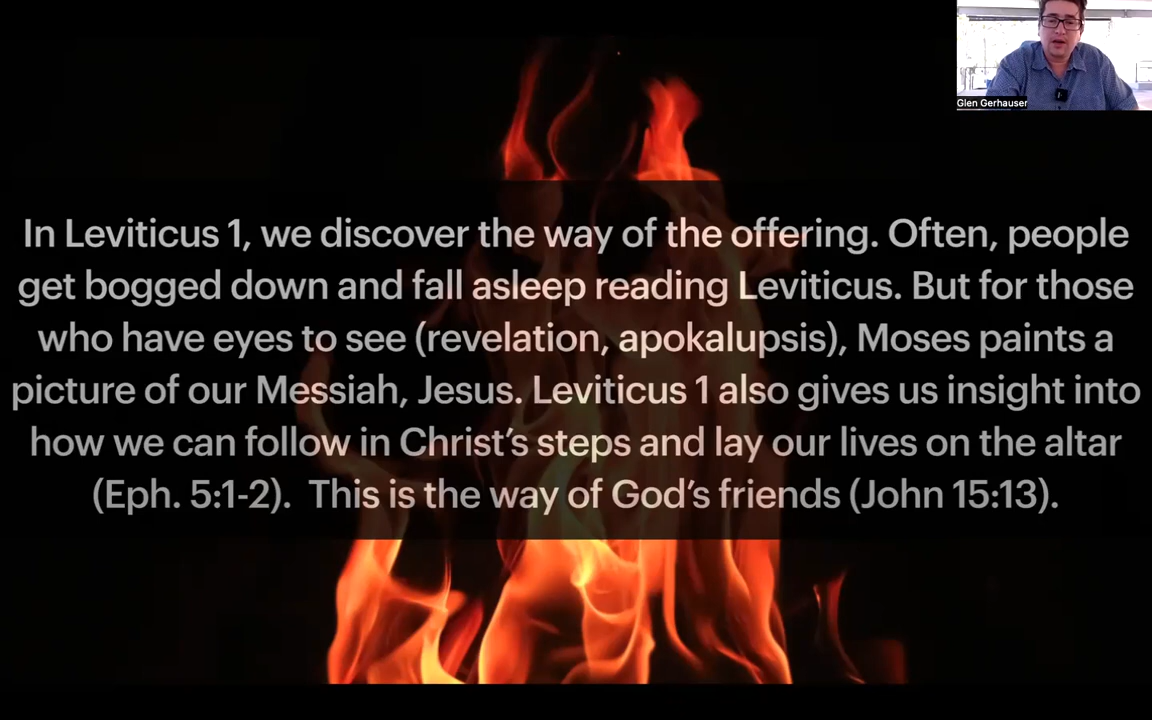 Glen Gerhauser
In Leviticus 1, we discover the way of the offering. Often, people
get bogged down and fall asleep reading Leviticus. But for those
who have eyes to see (revelation, apokalupsis), Moses paints a
picture of our Messiah, Jesus. Leviticus 1 also gives us insight into
how we can follow in Christ’s steps and lay our lives on the altar
(Eph. 5:1-2).  This is the way of God’s friends (John 15:13).